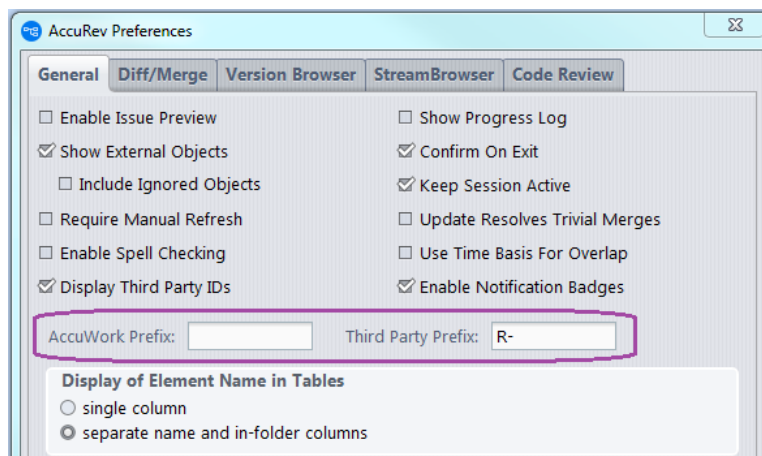 AccuRev Preferences
General Diff/Merge Version Browser StreamBrowser Code Review
Enable Issue Preview Show Progress Log
Show External Objects Confirm On Exit
Include Ignored Objects Keep Session Active
Require Manual Refresh Update Resolves Trivial Merges
Enable Spell Checking Use Time Basis For Overlap
Display Third Party IDs Enable Notification Badges
AccuWork Prefix: Third Party Prefix: R-
Display of Element Name in Tables
single column
separate name and in-folder columns